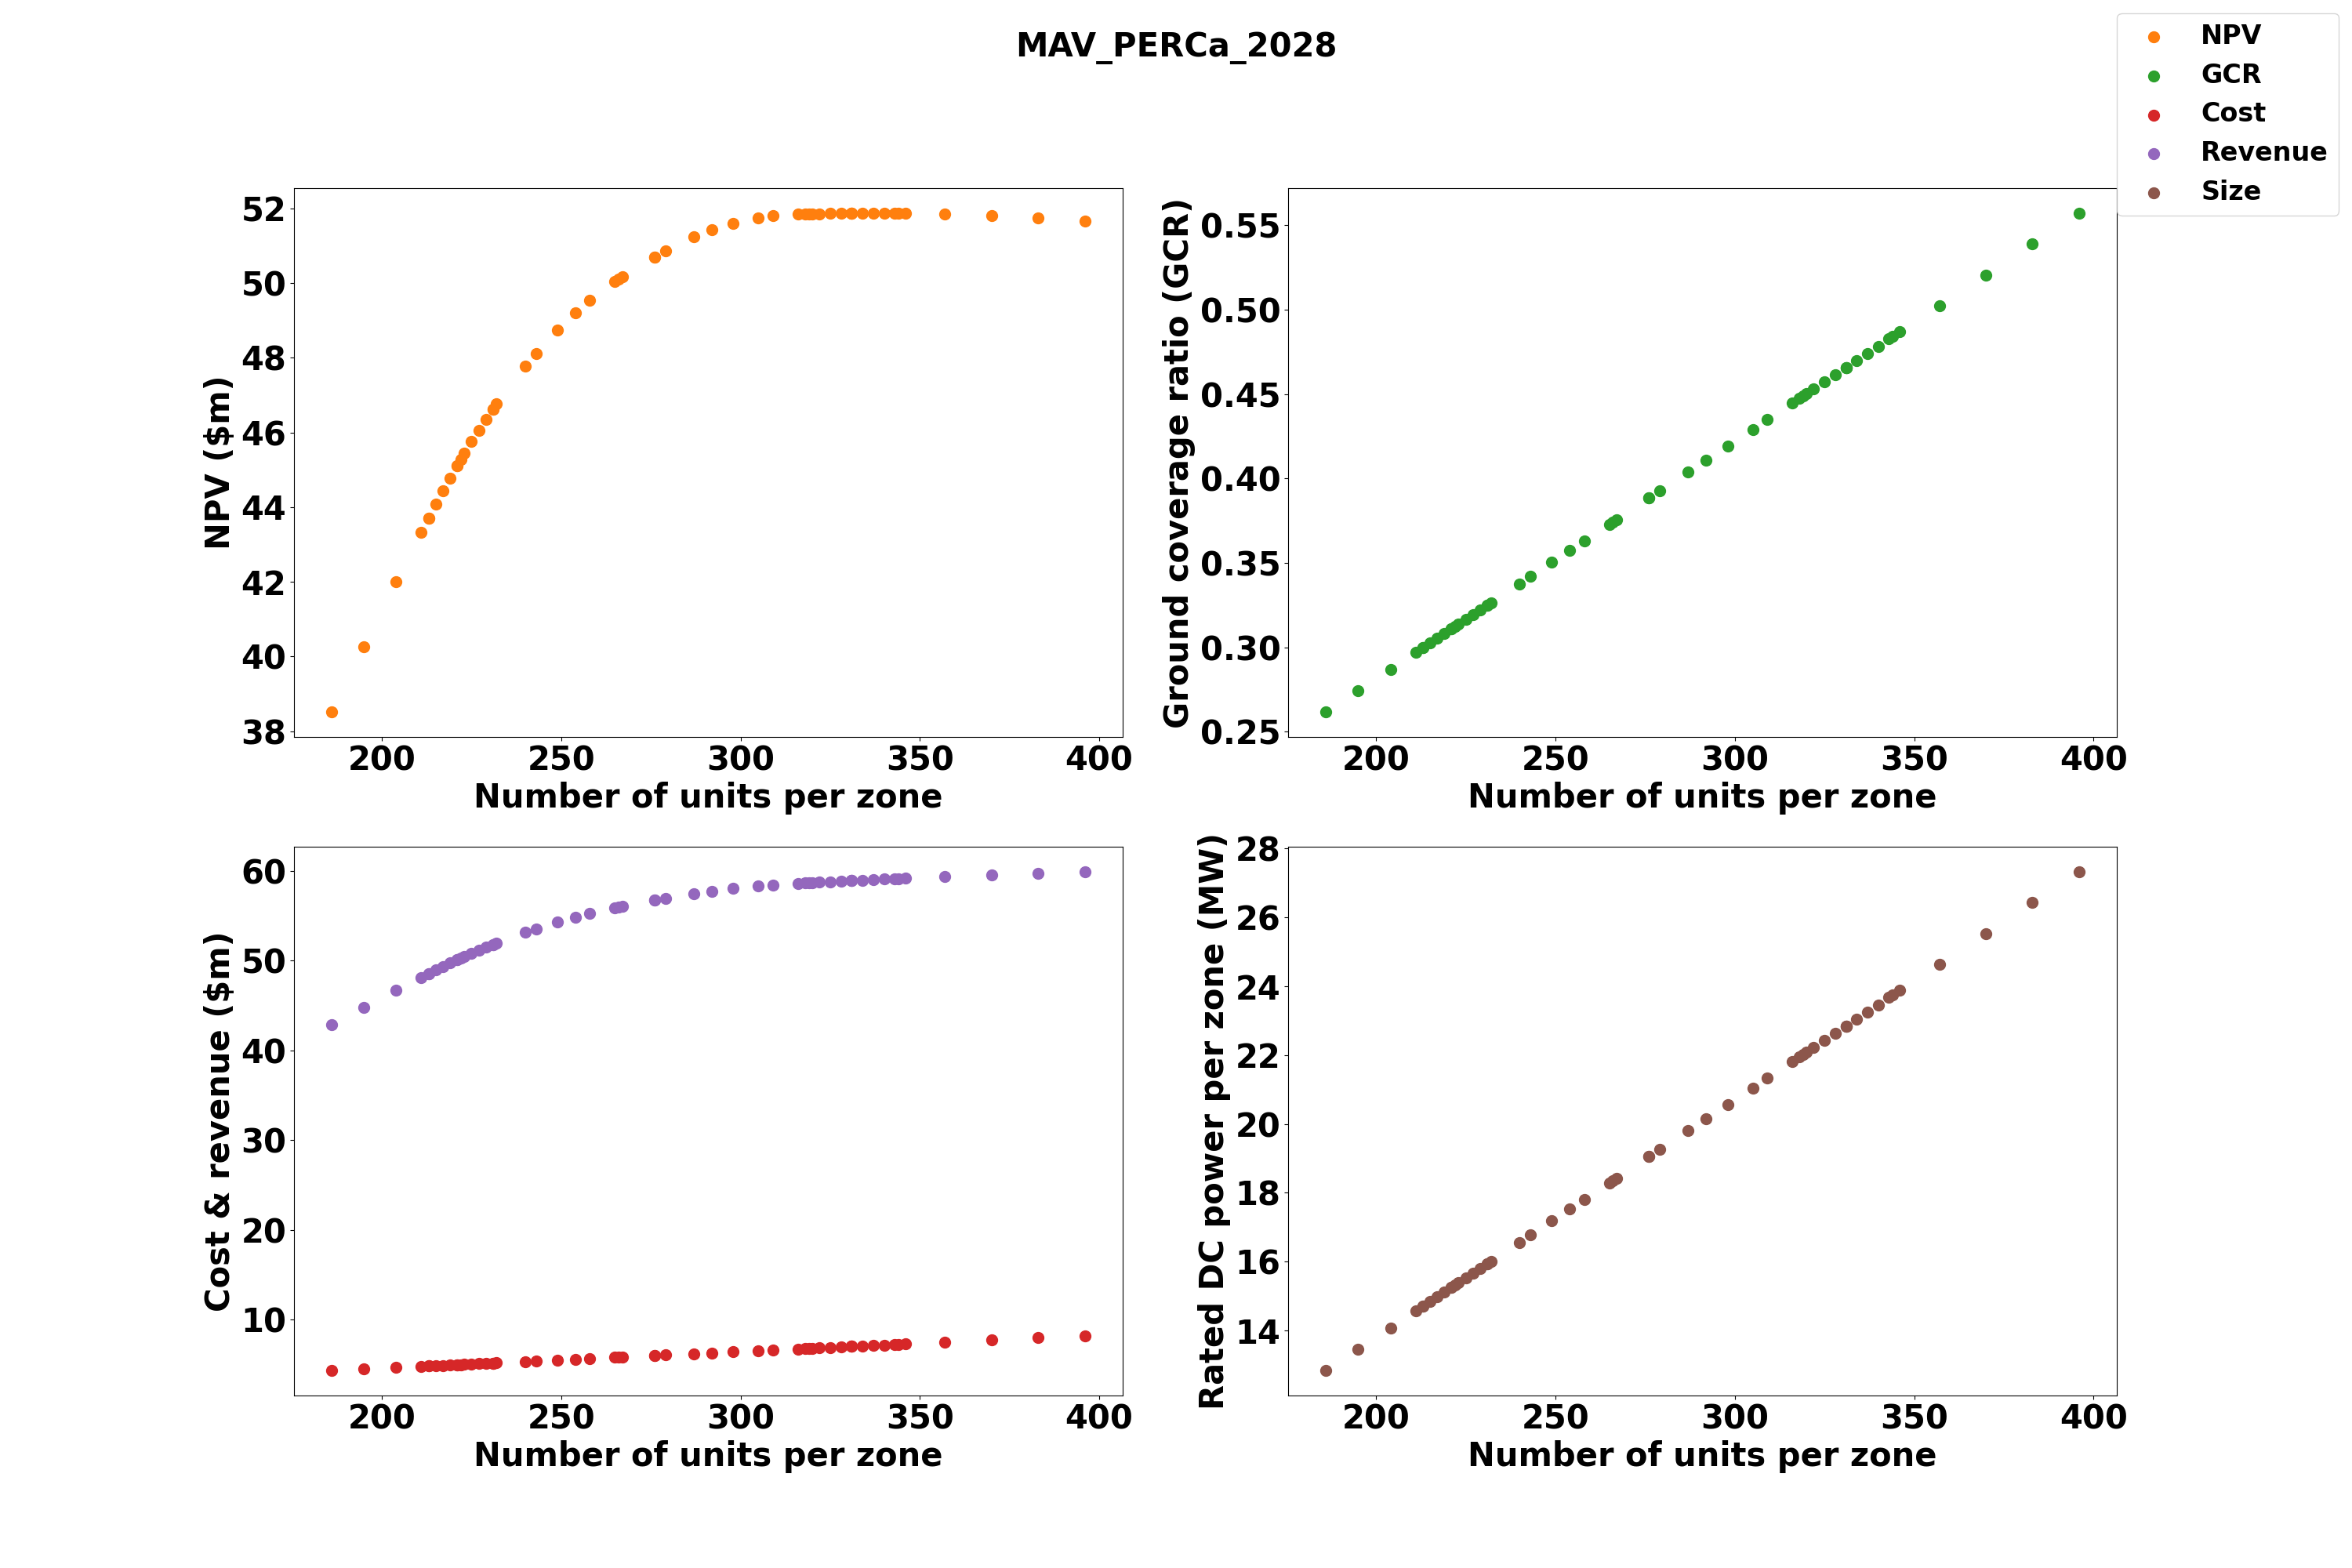 MAV_PERCa_2028
NPV
GCR
Cost
Revenue
Size
NPV ($m)
52
50
48
46
44
42
40
38
200 250 300 350 400
Number of units per zone
Ground coverage ratio (GCR)
0.55
0.50
0.45
0.40
0.35
0.30
0.25
200 250 300 350 400
Number of units per zone
Cost & revenue ($m)
60
50
40
30
20
10
200 250 300 350 400
Number of units per zone
Rated DC power per zone (MW)
28
26
24
22
20
18
16
14
200 250 300 350 400
Number of units per zone